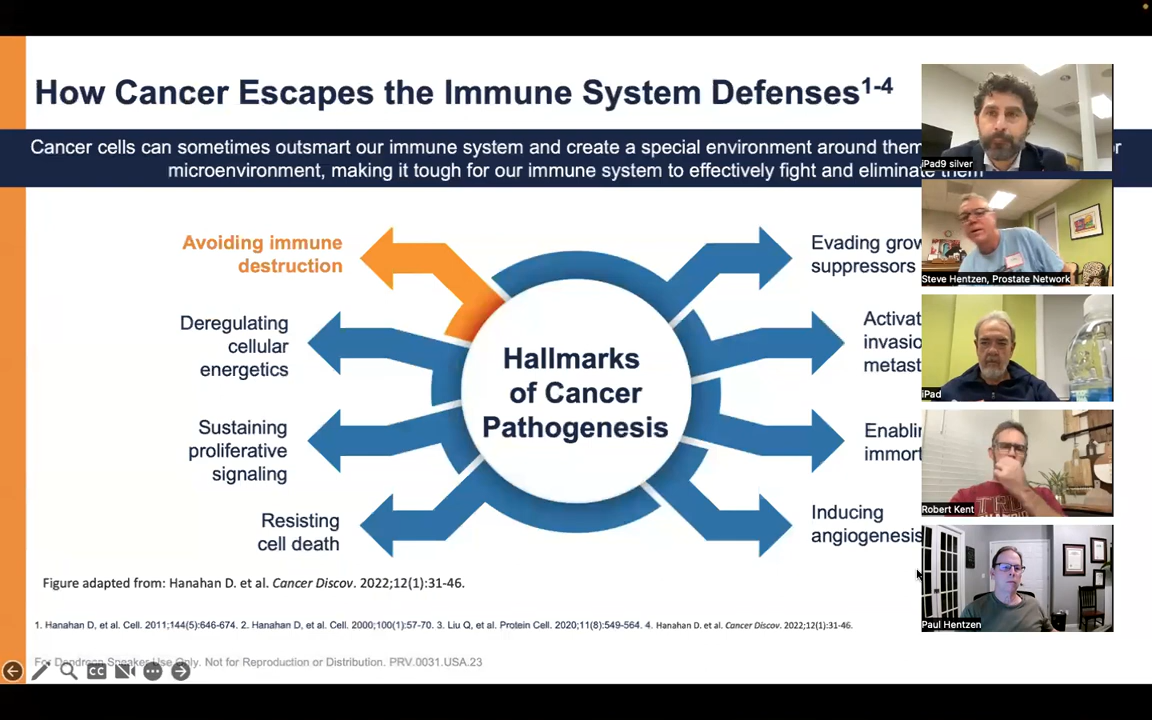 How Cancer Escapes the Immune System Defenses1-4
Cancer cells can sometimes outsmart our immune system and create a special environment around them
microenvironment, making it tough for our immune system to effectively fight and eliminate them
Avoiding immune
destruction
Deregulating
cellular
energetics
Sustaining
proliferative
signaling
Resisting
cell death
Hallmarks
of Cancer
Pathogenesis
Evading grow
suppressors
Activat
invasio
metast
Enablin
immort
Inducing
angiogenesis
Figure adapted from: Hanahan D. et al. Cancer Discov. 2022;12(1):31-46.
1. Hanahan D, et al. Cell. 2011;144(5):646-674. 2. Hanahan D, et al. Cell. 2000;100(1):57-70. 3. Liu Q, et al. Protein Cell. 2020;11(8):549-564. 4. Hanahan D, et al. Cancer Discov. 2022;12(1):31-46.
For Dendreon Speaker Use Only. Not for Reproduction or Distribution. PRV.0031.USA.23
CC
iPad9 silver
Steve Hentzen, Prostate Network
iPad
Robert Kent
Paul Hentzen